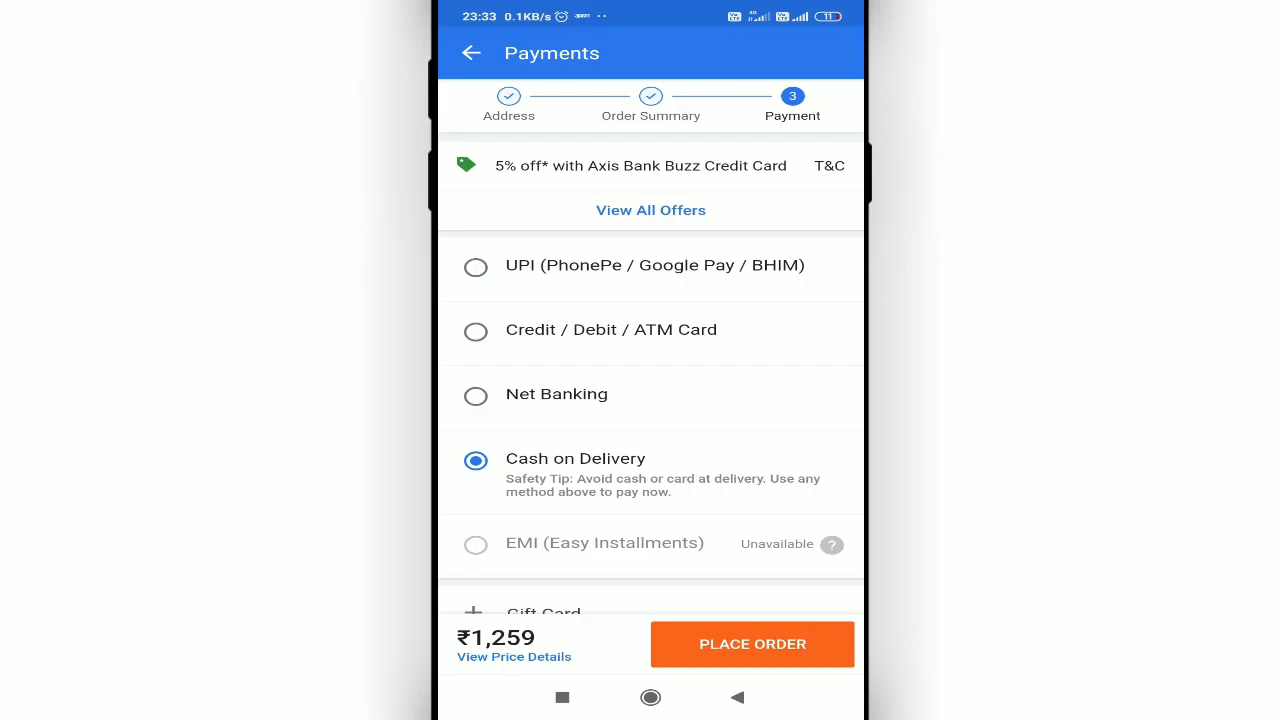 23:33 0.1KB/s
Payments
3
Address Order Summary Payment
5% off* with Axis Bank Buzz Credit Card T&C
View All Offers
UPI (PhonePe / Google Pay / BHIM)
Credit / Debit / ATM Card
Net Banking
Cash on Delivery
Safety Tip: Avoid cash or card at delivery. Use any
method above to pay now.
EMI (Easy Installments) Unavailable ?
Gift Card
₹1,259 PLACE ORDER
View Price Details